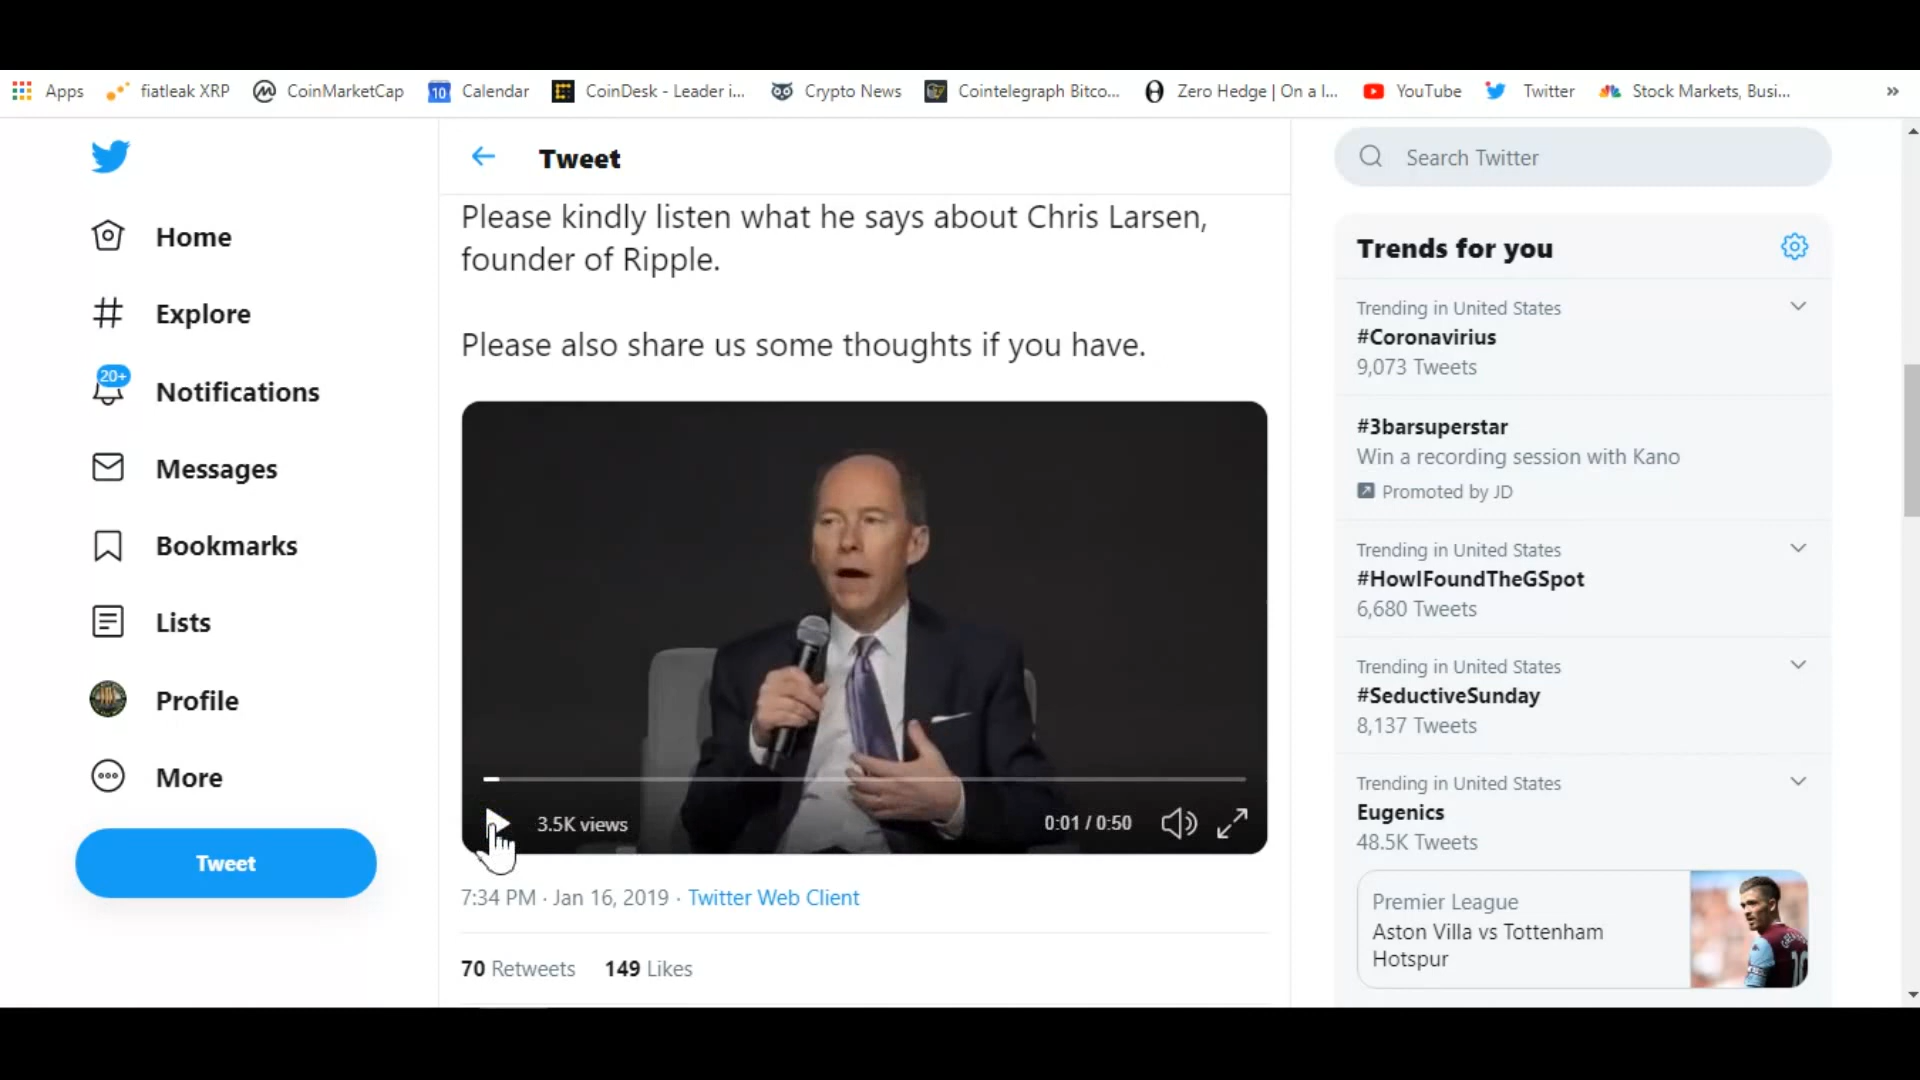 Apps
fiatleak XRP
CoinMarketCap
10
Calendar
CoinDesk - Leader i...
Crypto News
Cointelegraph Bitco...
Zero Hedge | On a l...
YouTube
Twitter
Stock Markets, Busi...
»
Home
Explore
20+
Notifications
Messages
Bookmarks
Lists
Profile
More
Tweet
Tweet
Please kindly listen what he says about Chris Larsen,
founder of Ripple.
Please also share us some thoughts if you have.
3.5K views
0:01 / 0:50
7:34 PM · Jan 16, 2019 · Twitter Web Client
70 Retweets 149 Likes
Search Twitter
Trends for you
Trending in United States
#Coronavirius
9,073 Tweets
#3barsuperstar
Win a recording session with Kano
Promoted by JD
Trending in United States
#HowIFoundTheGSpot
6,680 Tweets
Trending in United States
#SeductiveSunday
8,137 Tweets
Trending in United States
Eugenics
48.5K Tweets
Premier League
Aston Villa vs Tottenham
Hotspur